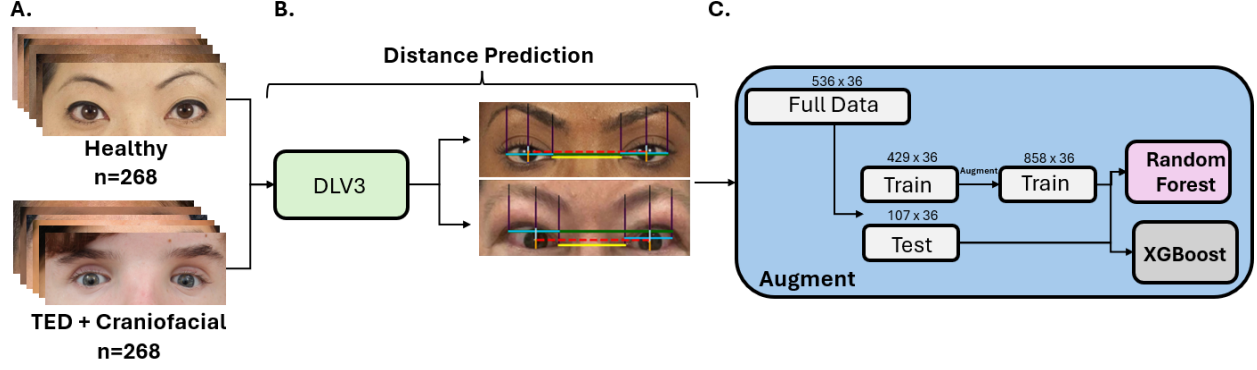 A.
B.
C.
Healthy
n=268
TED + Craniofacial
n=268
Distance Prediction
DLV3
536 x 36
Full Data
429 x 36
Train
Augment
858 x 36
Train
107 x 36
Test
Random
Forest
XGBoost
Augment